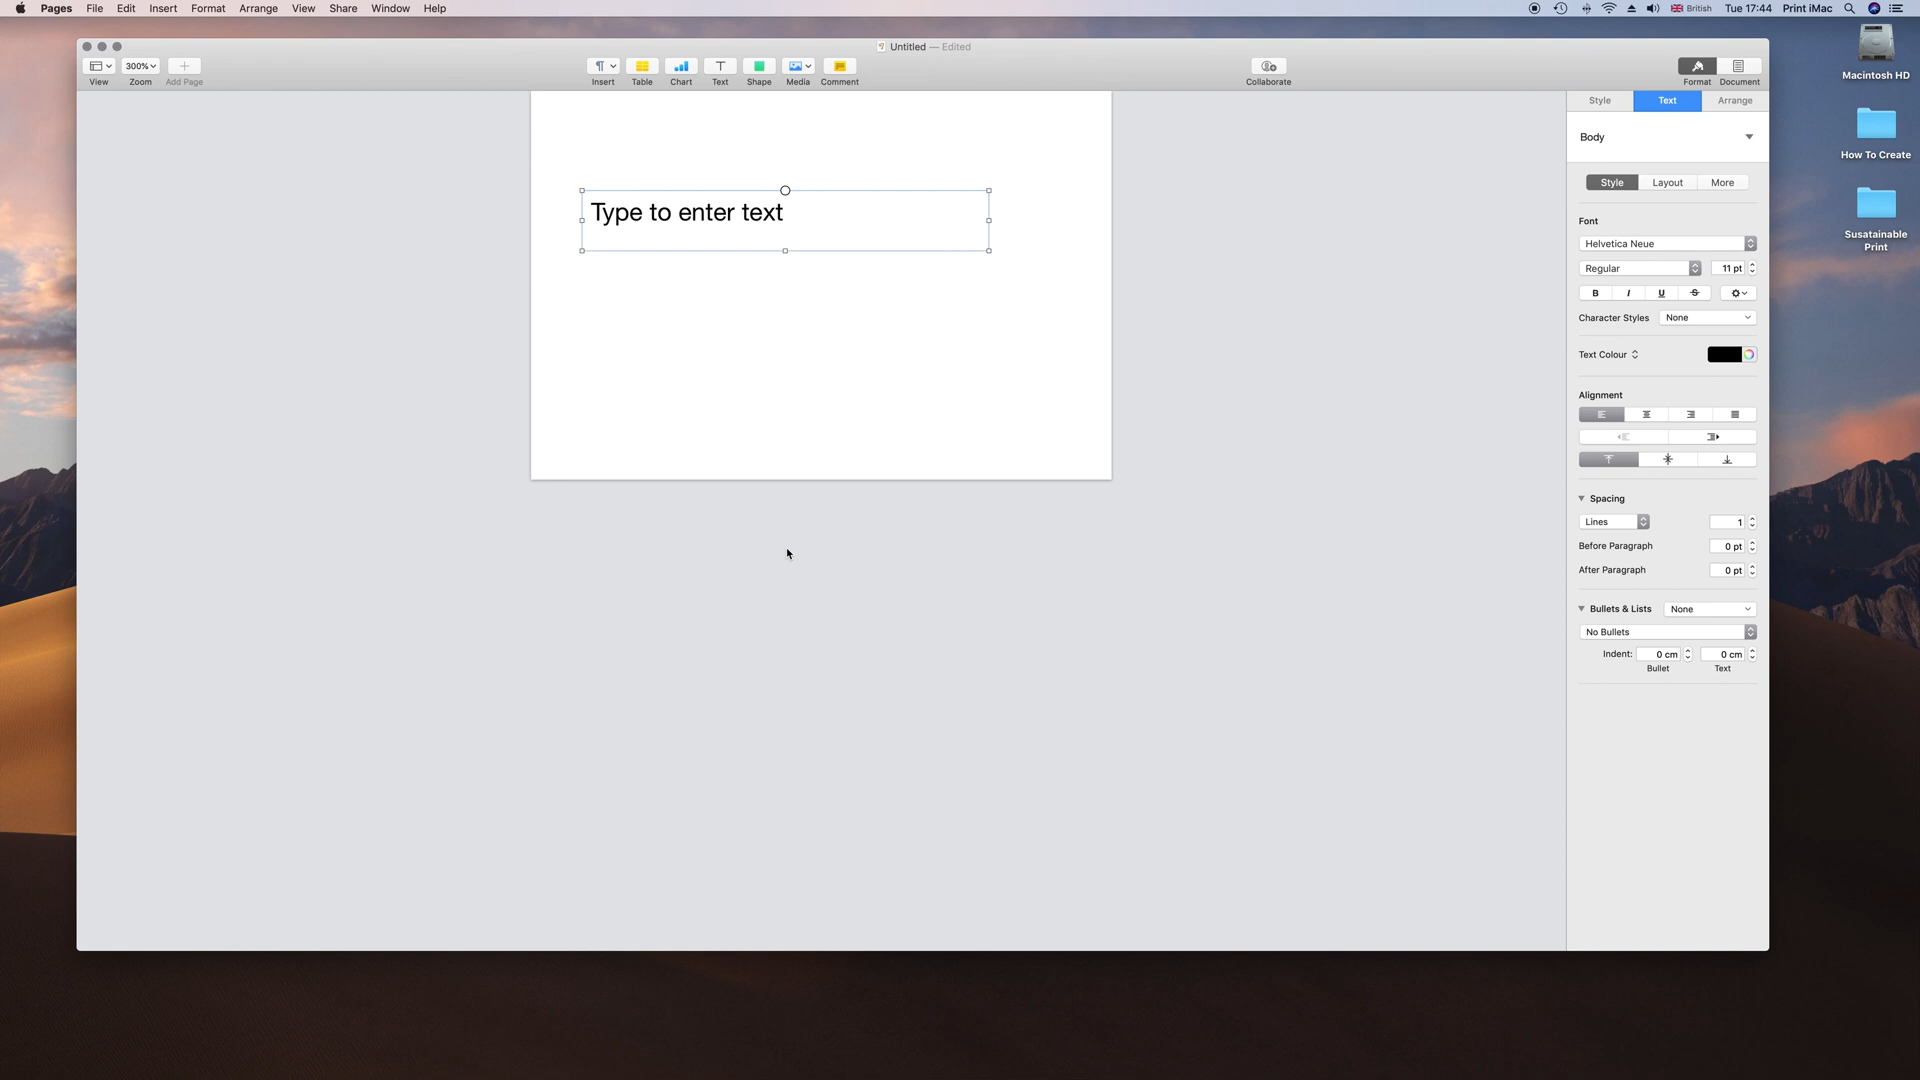 Pages File Edit Insert Format Arrange View Share Window Help
British Tue 17:44 Print iMac
Untitled — Edited
300%
View Zoom Add Page Insert Table Chart Text Shape Media Comment Collaborate Format Document
Style Text Arrange
Body
Style Layout More
Font
Helvetica Neue
Regular 11 pt
B I U S
Character Styles None
Text Colour
Alignment
Spacing
Lines 1
Before Paragraph 0 pt
After Paragraph 0 pt
Bullets & Lists None
No Bullets
Indent: 0 cm 0 cm
Bullet Text
Type to enter text
Macintosh HD
How To Create
Susatainable
Print